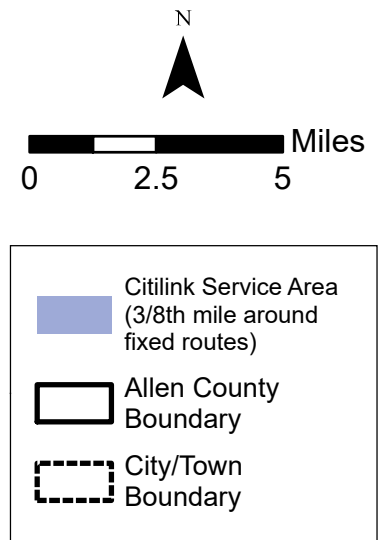 N
Miles
0 2.5 5
Citilink Service Area
(3/8th mile around
fixed routes)
Allen County
Boundary
City/Town
Boundary